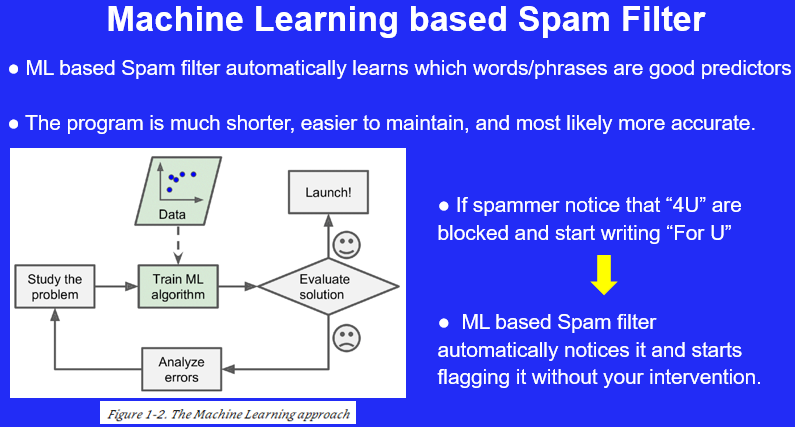 Machine Learning based Spam Filter
● ML based Spam filter automatically learns which words/phrases are good predictors
● The program is much shorter, easier to maintain, and most likely more accurate.
Data
Launch!
Study the
problem
Train ML
algorithm
Evaluate
solution
Analyze
errors
Figure 1-2. The Machine Learning approach
● If spammer notice that “4U” are
blocked and start writing “For U”
● ML based Spam filter
automatically notices it and starts
flagging it without your intervention.